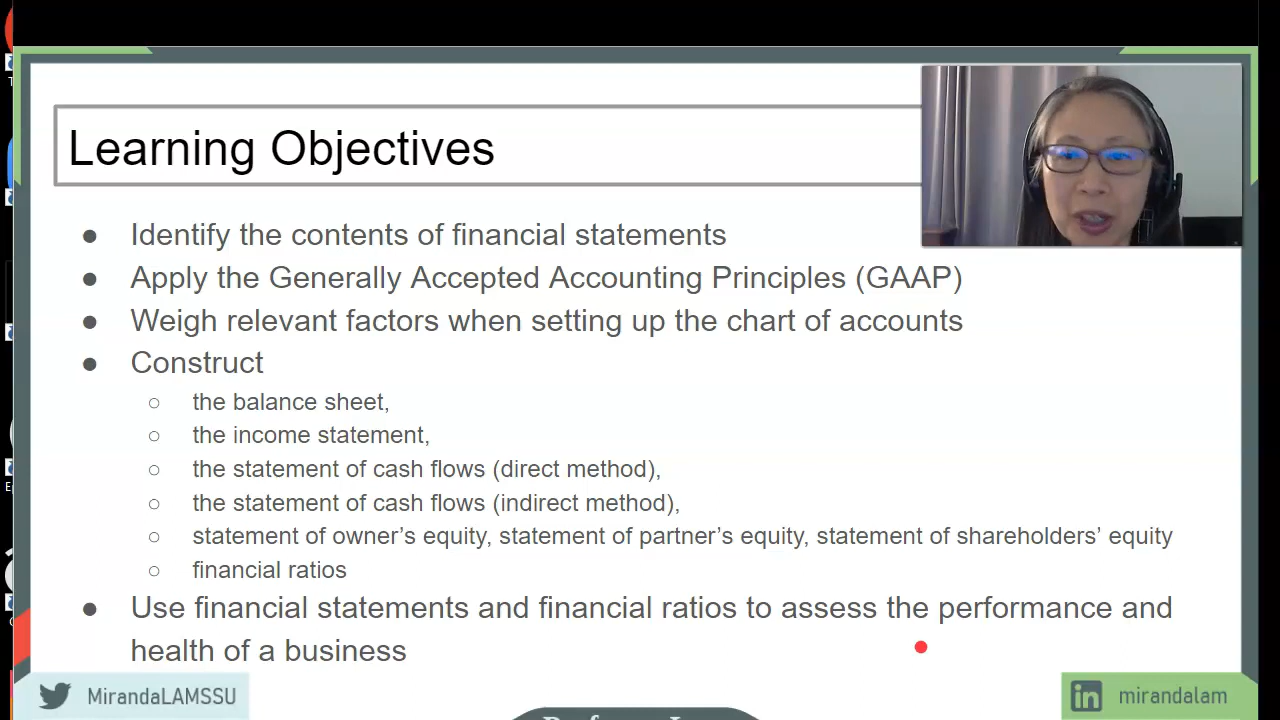 Learning Objectives
● Identify the contents of financial statements
● Apply the Generally Accepted Accounting Principles (GAAP)
● Weigh relevant factors when setting up the chart of accounts
● Construct
○ the balance sheet,
○ the income statement,
○ the statement of cash flows (direct method),
○ the statement of cash flows (indirect method),
○ statement of owner’s equity, statement of partner’s equity, statement of shareholders’ equity
○ financial ratios
● Use financial statements and financial ratios to assess the performance and
health of a business
MirandaLAMSSU
in mirandalam